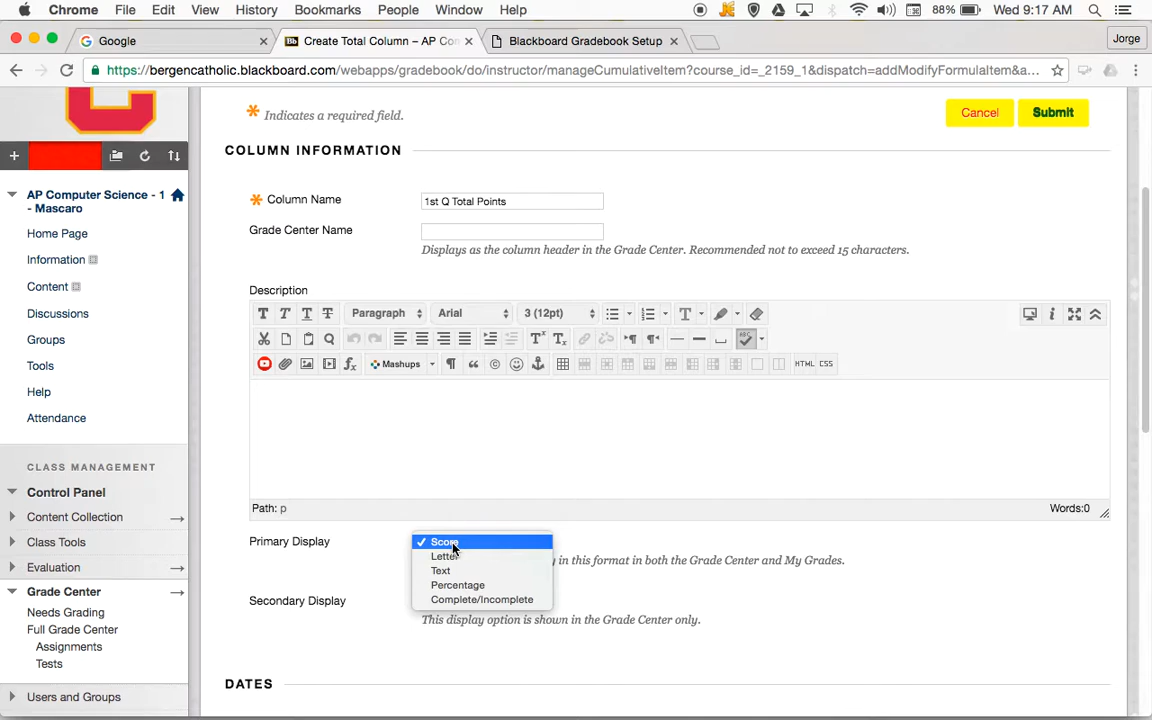 Chrome File Edit View History Bookmarks People Window Help 88% Wed 9:17 AM
Google Create Total Column – AP Co Blackboard Gradebook Setup Jorge
https://bergencatholic.blackboard.com/webapps/gradebook/do/instructor/manageCumulativeItem?course_id=_2159_1&dispatch=addModifyFormulaItem&a...
* Indicates a required field.
Cancel Submit
COLUMN INFORMATION
AP Computer Science - 1
- Mascaro
* Column Name 1st Q Total Points
Home Page
Grade Center Name
Displays as the column header in the Grade Center. Recommended not to exceed 15 characters.
Information
Content
Description
Discussions
T T T T Paragraph Arial 3 (12pt) T
Groups
Tools
Mashups HTML CSS
Help
Attendance
CLASS MANAGEMENT
Control Panel
Path: p Words:0
Content Collection
Class Tools
Primary Display Score
Letter
in this format in both the Grade Center and My Grades.
Text
Evaluation
Percentage
Grade Center
Complete/Incomplete
Secondary Display
Needs Grading
This display option is shown in the Grade Center only.
Full Grade Center
Assignments
Tests
DATES
Users and Groups